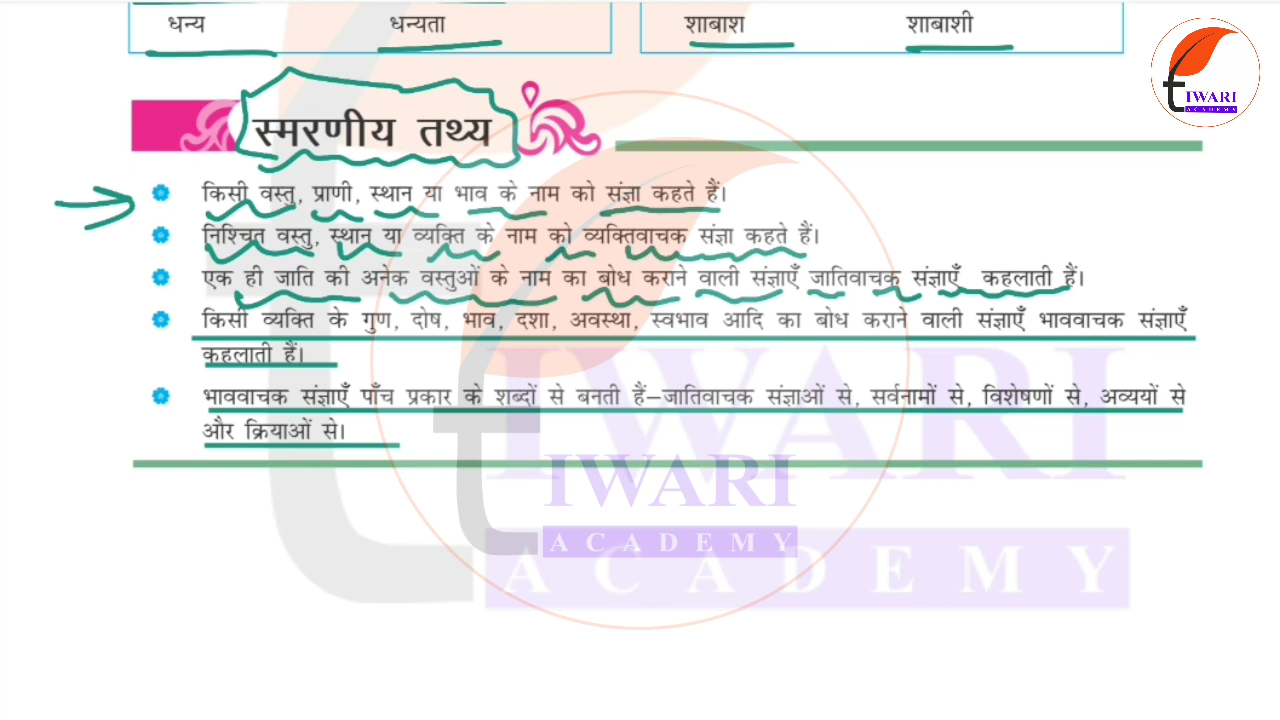 धन्य धन्यता शाबाश शाबाशी
tIWARI
ACADEMY
स्मरणीय तथ्य
किसी वस्तु, प्राणी, स्थान या भाव के नाम को संज्ञा कहते हैं।
निश्चित वस्तु, स्थान या व्यक्ति के नाम को व्यक्तिवाचक संज्ञा कहते हैं।
एक ही जाति की अनेक वस्तुओं के नाम का बोध कराने वाली संज्ञाएँ जातिवाचक संज्ञाएँ कहलाती हैं।
किसी व्यक्ति के गुण, दोष, भाव, दशा, अवस्था, स्वभाव आदि का बोध कराने वाली संज्ञाएँ भाववाचक संज्ञाएँ
कहलाती हैं।
भाववाचक संज्ञाएँ पाँच प्रकार के शब्दों से बनती हैं–जातिवाचक संज्ञाओं से, सर्वनामों से, विशेषणों से, अव्ययों से
और क्रियाओं से।
tIWARI
ACADEMY
tIWARI
ACADEMY